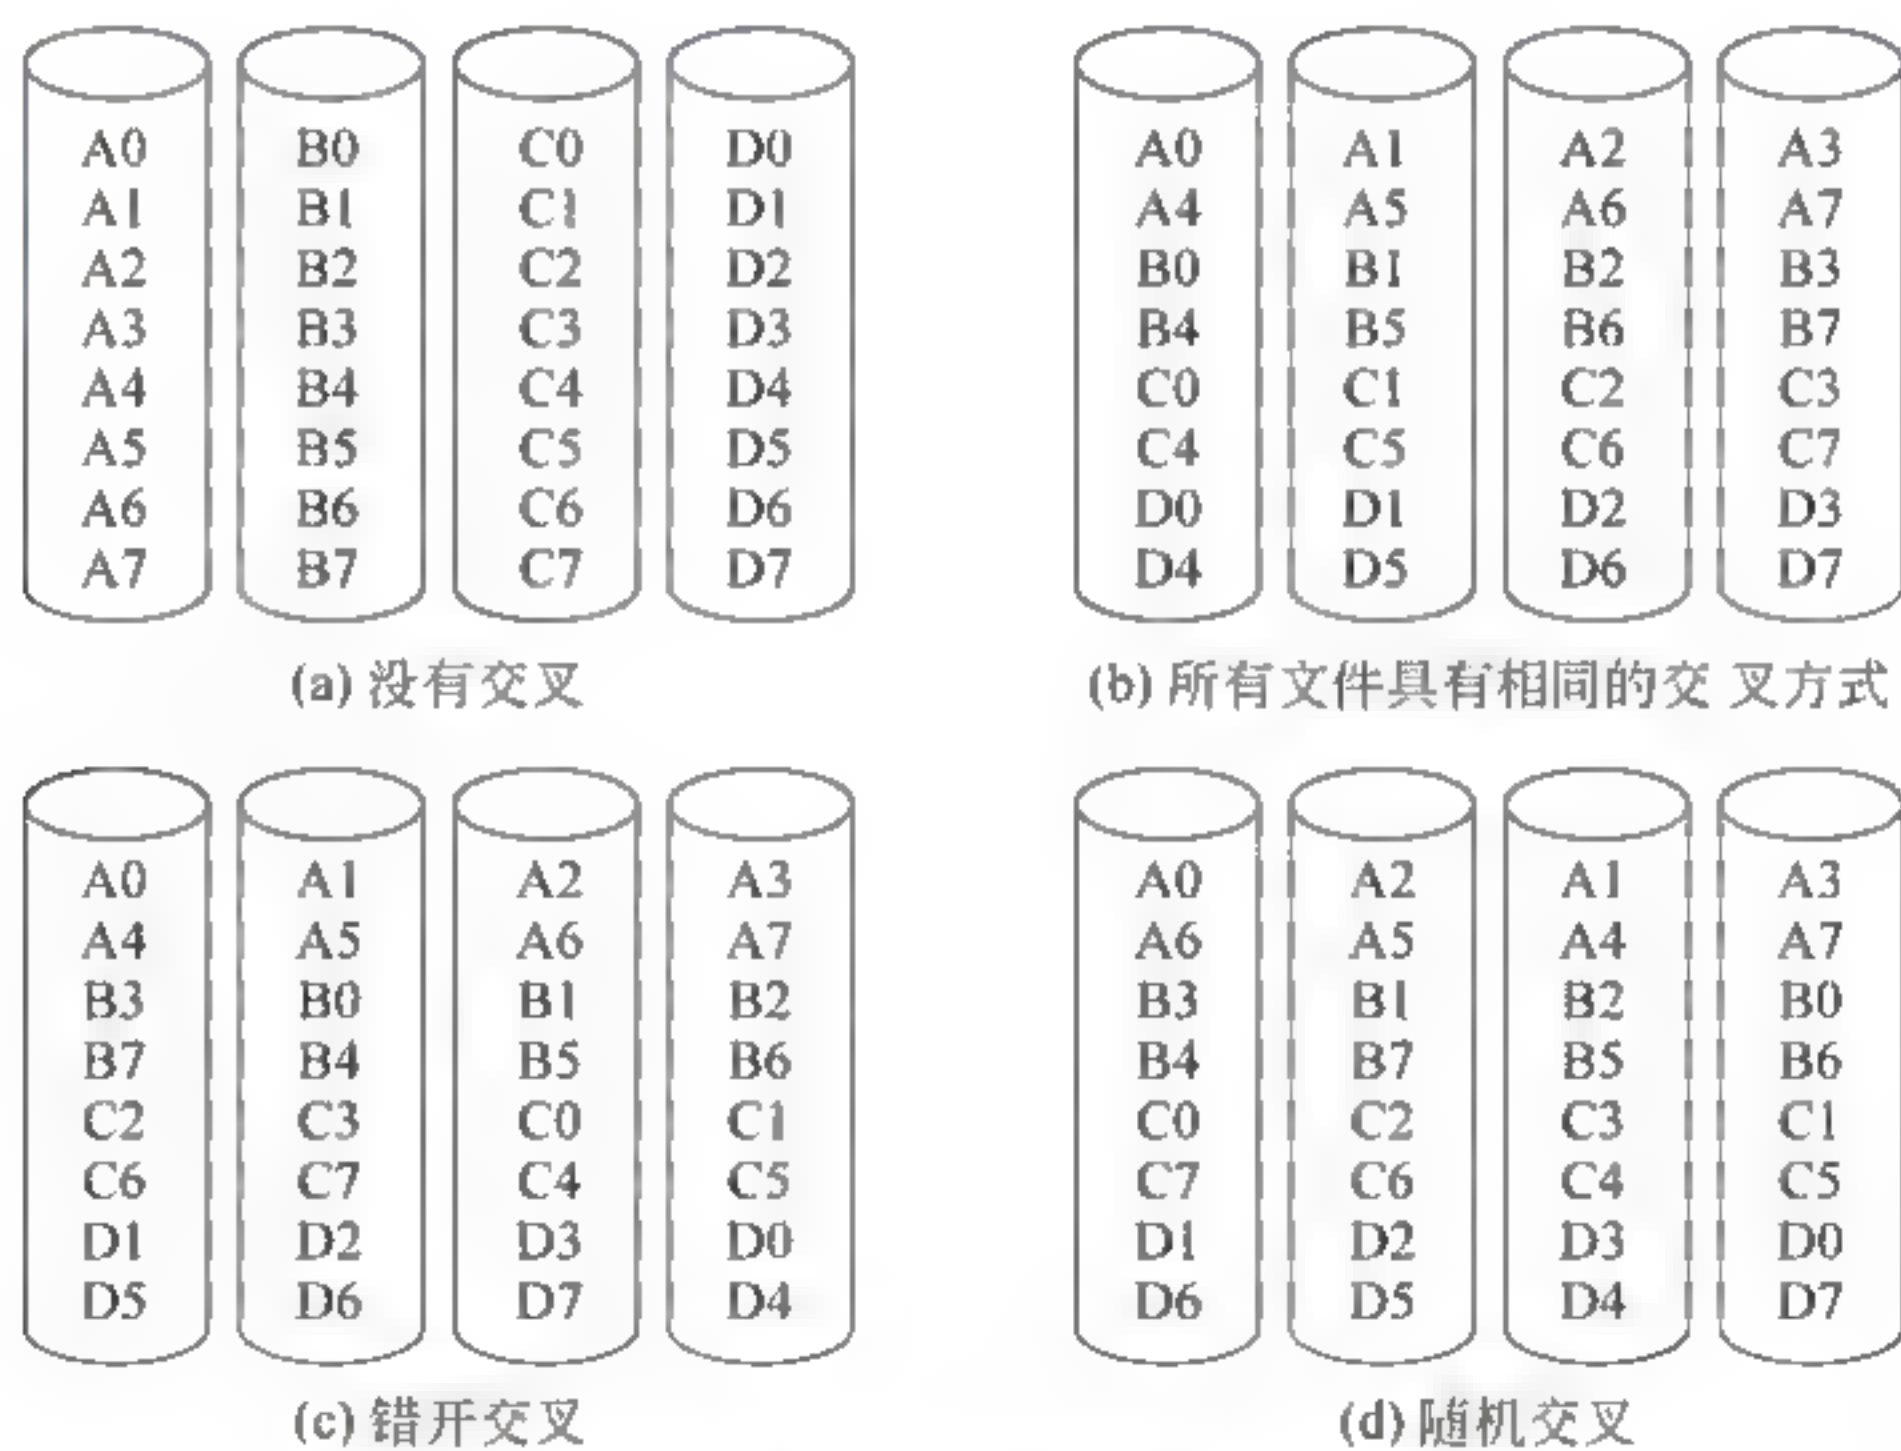 A0 B0 C0 D0
A1 B1 C1 D1
A2 B2 C2 D2
A3 B3 C3 D3
A4 B4 C4 D4
A5 B5 C5 D5
A6 B6 C6 D6
A7 B7 C7 D7
(a) 没有交叉
A0 A1 A2 A3
A4 A5 A6 A7
B0 B1 B2 B3
B4 B5 B6 B7
C0 C1 C2 C3
C4 C5 C6 C7
D0 D1 D2 D3
D4 D5 D6 D7
(b) 所有文件具有相同的交叉方式
A0 A1 A2 A3
A4 A5 A6 A7
B3 B0 B1 B2
B7 B4 B5 B6
C2 C3 C0 C1
C6 C7 C4 C5
D1 D2 D3 D0
D5 D6 D7 D4
(c) 错开交叉
A0 A2 A1 A3
A6 A5 A4 A7
B3 B1 B2 B0
B4 B7 B5 B6
C0 C2 C3 C1
C7 C6 C4 C5
D1 D2 D3 D0
D6 D5 D4 D7
(d) 随机交叉